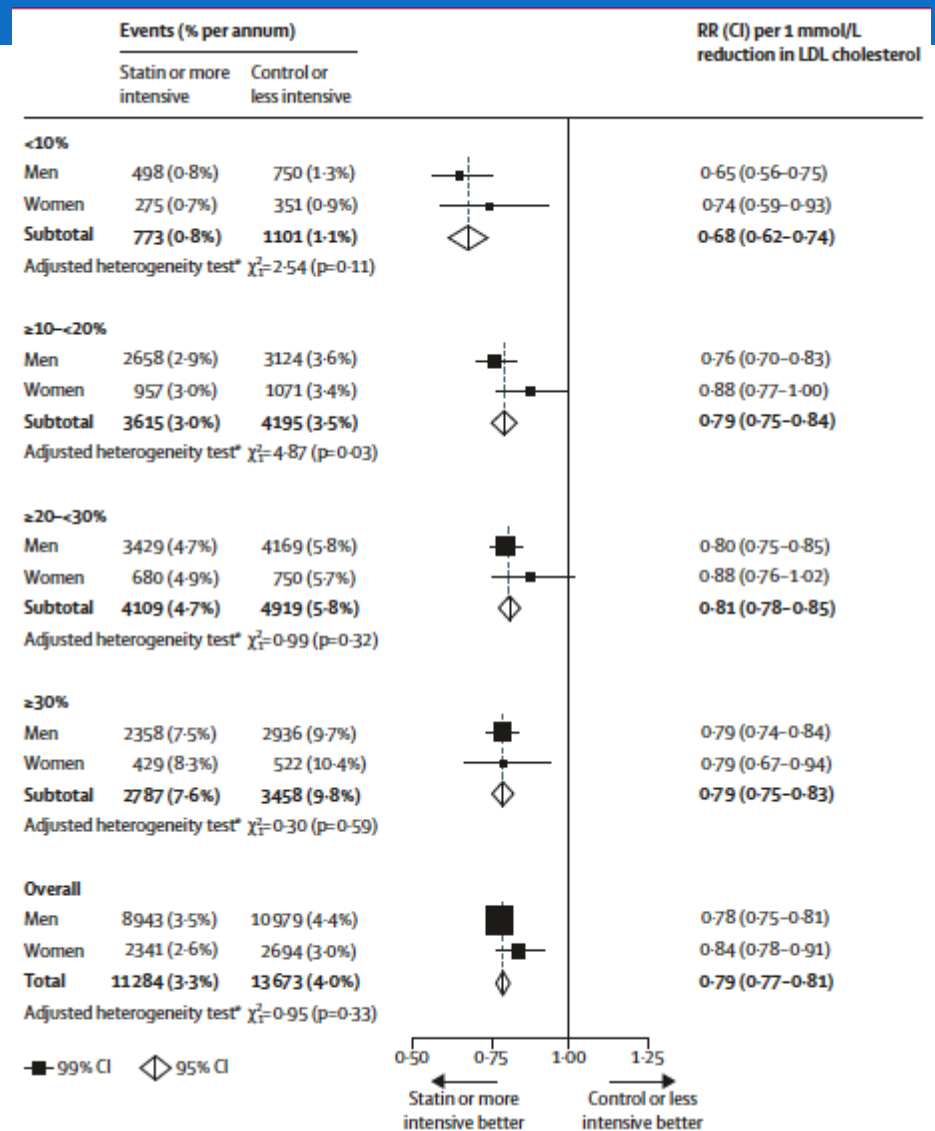 Events (% per annum) RR (CI) per 1 mmol/L
reduction in LDL cholesterol
Statin or more Control or
intensive less intensive
<10%
Men 498 (0·8%) 750 (1·3%) 0·65 (0·56–0·75)
Women 275 (0·7%) 351 (0·9%) 0·74 (0·59–0·93)
Subtotal 773 (0·8%) 1101 (1·1%) 0·68 (0·62–0·74)
Adjusted heterogeneity test* χ²₁=2·54 (p=0·11)
≥10–<20%
Men 2658 (2·9%) 3124 (3·6%) 0·76 (0·70–0·83)
Women 957 (3·0%) 1071 (3·4%) 0·88 (0·77–1·00)
Subtotal 3615 (3·0%) 4195 (3·5%) 0·79 (0·75–0·84)
Adjusted heterogeneity test* χ²₁=4·87 (p=0·03)
≥20–<30%
Men 3429 (4·7%) 4169 (5·8%) 0·80 (0·75–0·85)
Women 680 (4·9%) 750 (5·7%) 0·88 (0·76–1·02)
Subtotal 4109 (4·7%) 4919 (5·8%) 0·81 (0·78–0·85)
Adjusted heterogeneity test* χ²₁=0·99 (p=0·32)
≥30%
Men 2358 (7·5%) 2936 (9·7%) 0·79 (0·74–0·84)
Women 429 (8·3%) 522 (10·4%) 0·79 (0·67–0·94)
Subtotal 2787 (7·6%) 3458 (9·8%) 0·79 (0·75–0·83)
Adjusted heterogeneity test* χ²₁=0·30 (p=0·59)
Overall
Men 8943 (3·5%) 10979 (4·4%) 0·78 (0·75–0·81)
Women 2341 (2·6%) 2694 (3·0%) 0·84 (0·78–0·91)
Total 11284 (3·3%) 13673 (4·0%) 0·79 (0·77–0·81)
Adjusted heterogeneity test* χ²₁=0·95 (p=0·33)
0·50 0·75 1·00 1·25
99% CI 95% CI
Statin or more Control or less
intensive better intensive better